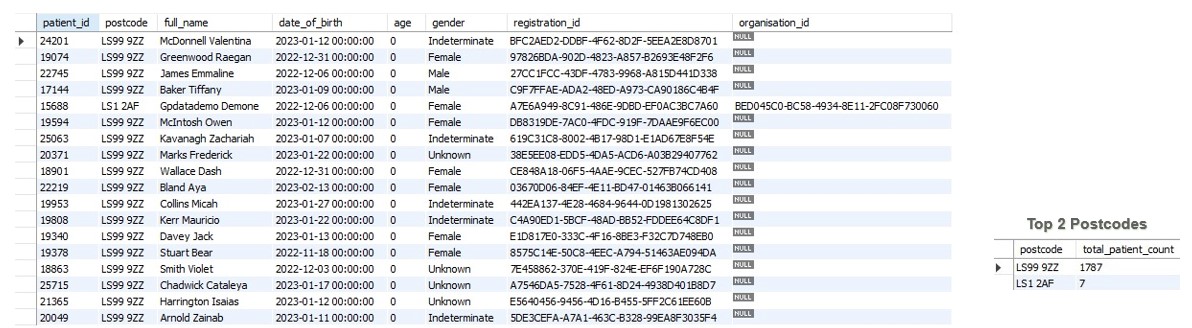 patient_id postcode full_name date_of_birth age gender registration_id organisation_id
24201 LS99 9ZZ McDonnell Valentina 2023-01-12 00:00:00 0 Indeterminate BFC2AED2-DDBF-4F62-8D2F-5EEA2E8D8701 NULL
19074 LS99 9ZZ Greenwood Raegan 2022-12-31 00:00:00 0 Female 97826BDA-902D-4823-A857-B2693E48F2F6 NULL
22745 LS99 9ZZ James Emmaline 2022-12-06 00:00:00 0 Male 27CC1FCC-43DF-4783-9968-A815D441D338 NULL
17144 LS99 9ZZ Baker Tiffany 2023-01-09 00:00:00 0 Male C9F7FFAE-ADA2-48ED-A973-CA90186C4B4F NULL
15688 LS1 2AF Gpdatademo Demone 2022-12-06 00:00:00 0 Female A7E6A949-8C91-486E-9DBD-EF0AC3BC7A60 BED045C0-BC58-4934-8E11-2FC08F730060
19594 LS99 9ZZ McIntosh Owen 2023-01-12 00:00:00 0 Female DB8319DE-7AC0-4FDC-919F-7DAAE9F6EC00 NULL
25063 LS99 9ZZ Kavanagh Zachariah 2023-01-07 00:00:00 0 Indeterminate 619C31C8-8002-4B17-98D1-E1AD67E8F54E NULL
20371 LS99 9ZZ Marks Frederick 2023-01-22 00:00:00 0 Unknown 38E5EE08-EDD5-4DA5-ACD6-A03B29407762 NULL
18901 LS99 9ZZ Wallace Dash 2022-12-31 00:00:00 0 Female CE848A18-06F5-4AAE-9CEC-527FB74CD408 NULL
22219 LS99 9ZZ Bland Aya 2023-02-13 00:00:00 0 Female 03670D06-84EF-4E11-BD47-01463B066141 NULL
19953 LS99 9ZZ Collins Micah 2023-01-27 00:00:00 0 Indeterminate 442EA137-4E28-4684-9644-0D1981302625 NULL
19808 LS99 9ZZ Kerr Mauricio 2023-01-22 00:00:00 0 Indeterminate C4A90ED1-5BCF-48AD-BB52-FDDEE64C8DF1 NULL
19340 LS99 9ZZ Davey Jack 2023-01-13 00:00:00 0 Female E1D817E0-333C-4F16-8BE3-F32C7D748EB0 NULL
19378 LS99 9ZZ Stuart Bear 2022-11-18 00:00:00 0 Female 8575C14E-50C8-4EEC-A794-51463AE094DA NULL
18863 LS99 9ZZ Smith Violet 2022-12-03 00:00:00 0 Unknown 7E458862-370E-419F-824E-EF6F190A728C NULL
25715 LS99 9ZZ Chadwick Cataleya 2023-01-17 00:00:00 0 Unknown A7546DA5-7528-4F61-8D24-4938D401B8D7 NULL
21365 LS99 9ZZ Harrington Isaias 2023-01-12 00:00:00 0 Unknown E5640456-9456-4D16-B455-5FF2C61EE60B NULL
20049 LS99 9ZZ Arnold Zainab 2023-01-11 00:00:00 0 Indeterminate 5DE3CEFA-A7A1-463C-B328-99EA8F3035F4 NULL
Top 2 Postcodes
postcode total_patient_count
LS99 9ZZ 1787
LS1 2AF 7